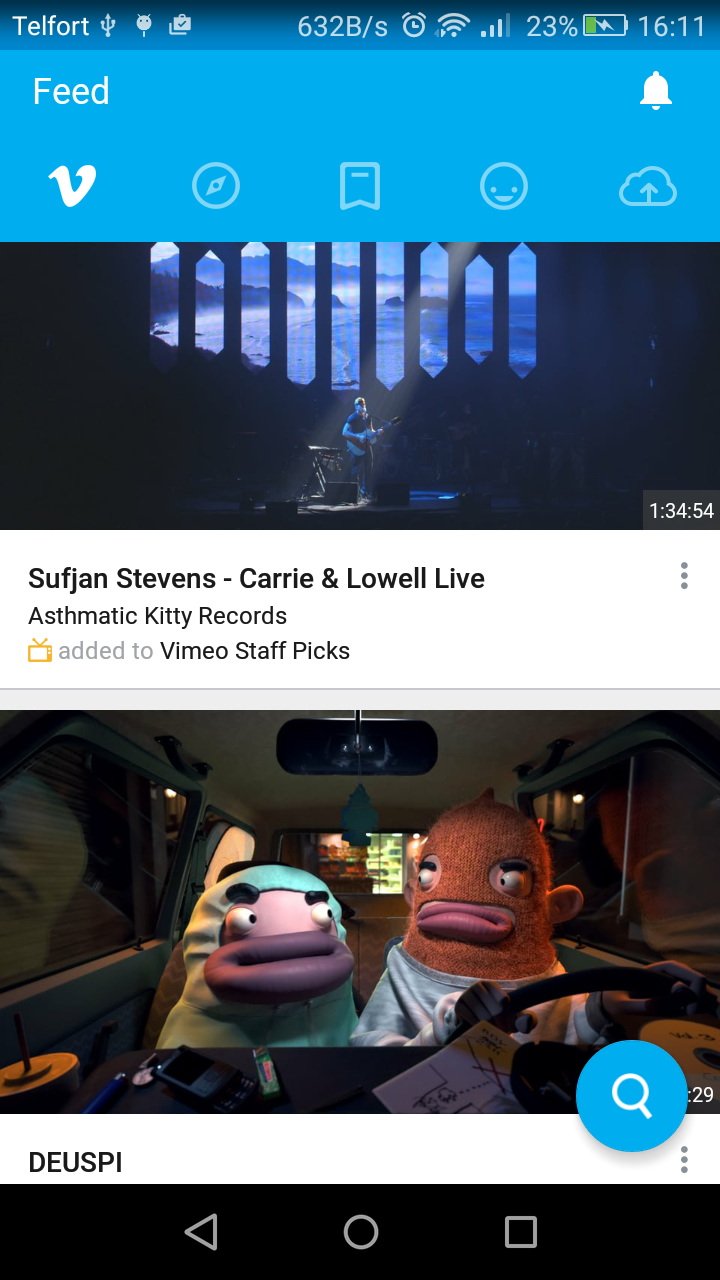 Telfort 632B/s 23% 16:11
Feed
1:34:54
Sufjan Stevens - Carrie & Lowell Live
Asthmatic Kitty Records
added to Vimeo Staff Picks
:29
DEUSPI